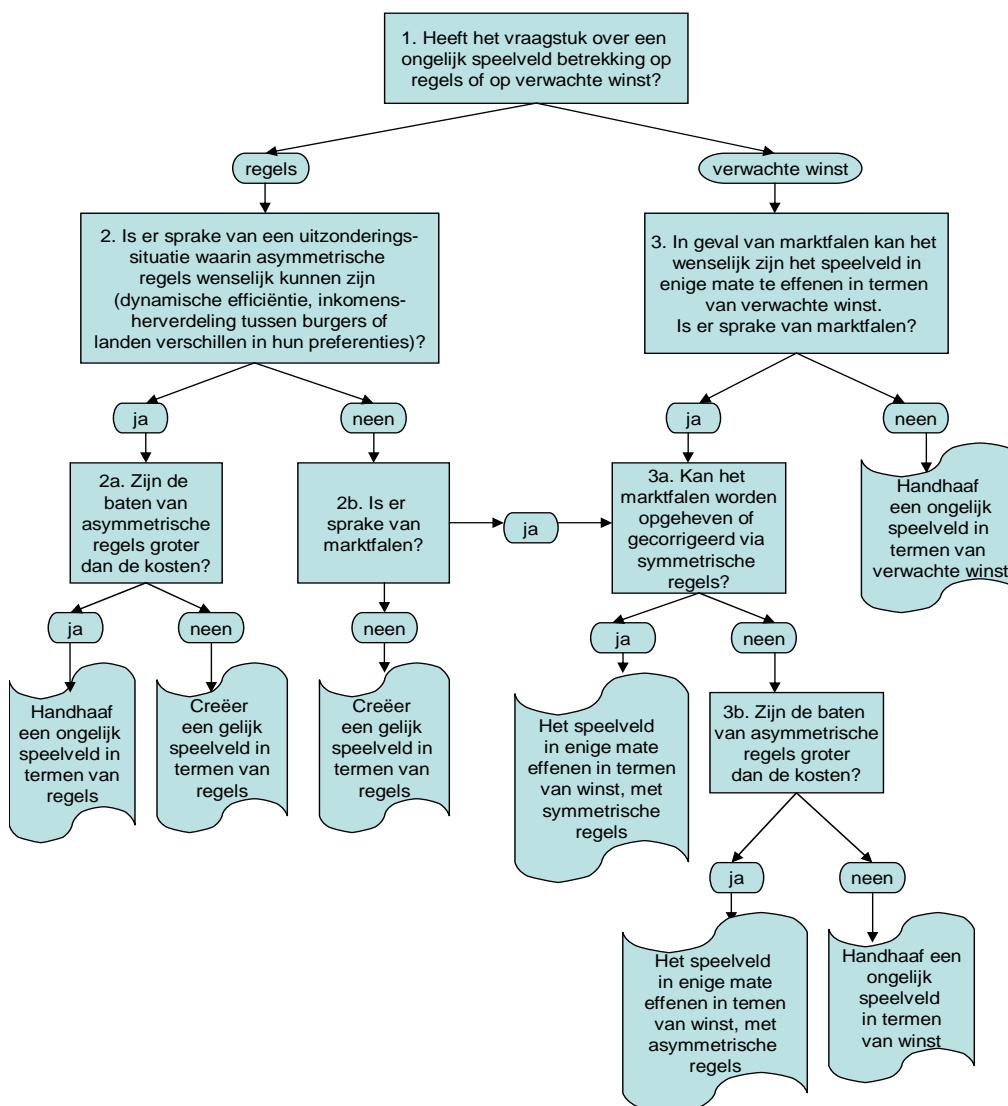 1. Heeft het vraagstuk over een
ongelijk speelveld betrekking op
regels of op verwachte winst?
regels
verwachte winst
2. Is er sprake van een uitzonderings-
situatie waarin asymmetrische
regels wenselijk kunnen zijn
(dynamische efficiëntie, inkomens-
herverdeling tussen burgers of
landen verschillen in hun preferenties)?
3. In geval van marktfalen kan het
wenselijk zijn het speelveld in
enige mate te effenen in termen
van verwachte winst.
Is er sprake van marktfalen?
ja
neen
ja
neen
2a. Zijn de
baten van
asymmetrische
regels groter
dan de kosten?
2b. Is er
sprake van
marktfalen?
ja
3a. Kan het
marktfalen worden
opgeheven of
gecorrigeerd via
symmetrische
regels?
Handhaaf
een ongelijk
speelveld in
termen van
verwachte winst
ja
neen
neen
ja
neen
Handhaaf
een ongelijk
speelveld in
termen van
regels
Creëer
een gelijk
speelveld in
termen van
regels
Creëer
een gelijk
speelveld in
termen van
regels
Het speelveld
in enige mate
effenen in termen
van winst, met
symmetrische
regels
3b. Zijn de baten
van asymmetrische
regels groter
dan de kosten?
ja
neen
Het speelveld
in enige mate
effenen in temen
van winst, met
asymmetrische
regels
Handhaaf een
ongelijk
speelveld
in termen
van winst